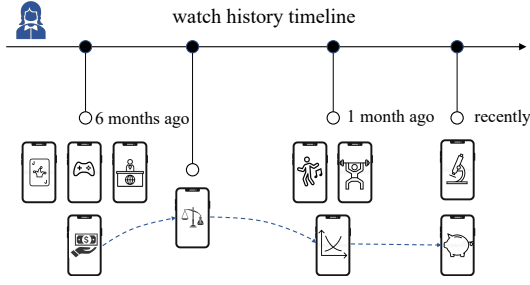 watch history timeline
6 months ago
1 month ago
recently
$